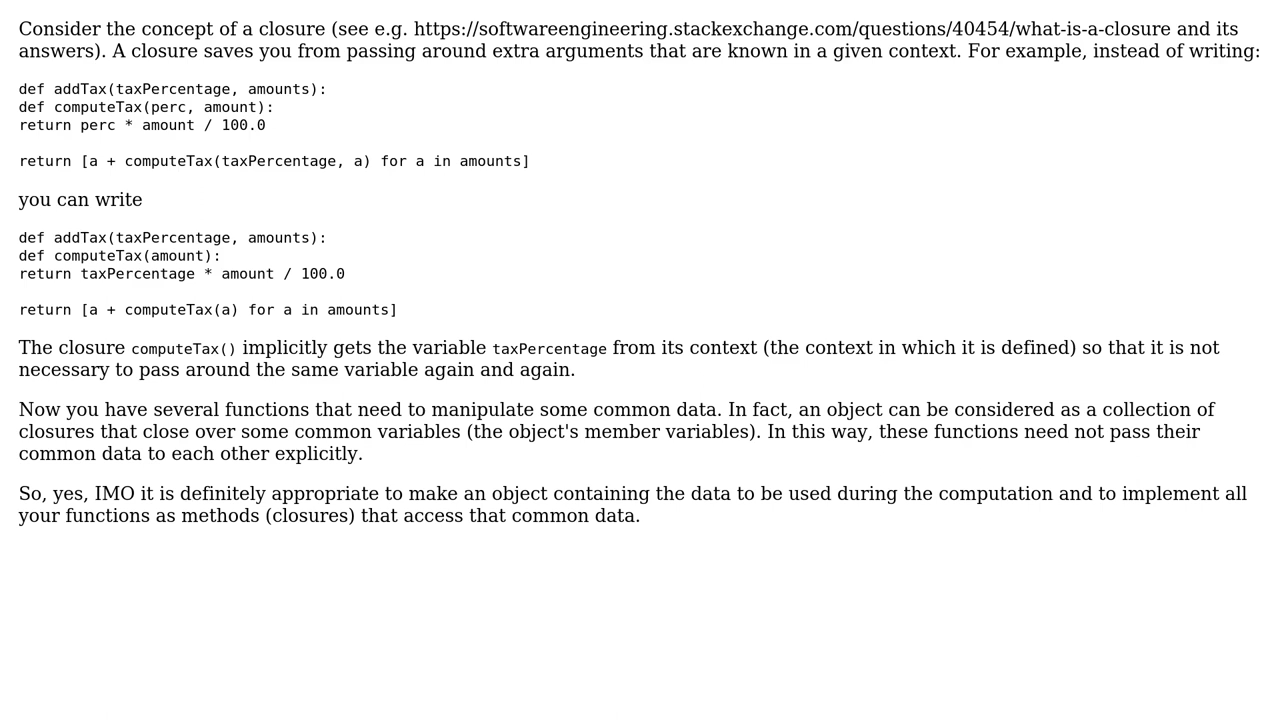 Consider the concept of a closure (see e.g. https://softwareengineering.stackexchange.com/questions/40454/what-is-a-closure and its
answers). A closure saves you from passing around extra arguments that are known in a given context. For example, instead of writing:
def addTax(taxPercentage, amounts):
def computeTax(perc, amount):
return perc * amount / 100.0
return [a + computeTax(taxPercentage, a) for a in amounts]
you can write
def addTax(taxPercentage, amounts):
def computeTax(amount):
return taxPercentage * amount / 100.0
return [a + computeTax(a) for a in amounts]
The closure computeTax() implicitly gets the variable taxPercentage from its context (the context in which it is defined) so that it is not
necessary to pass around the same variable again and again.
Now you have several functions that need to manipulate some common data. In fact, an object can be considered as a collection of
closures that close over some common variables (the object's member variables). In this way, these functions need not pass their
common data to each other explicitly.
So, yes, IMO it is definitely appropriate to make an object containing the data to be used during the computation and to implement all
your functions as methods (closures) that access that common data.